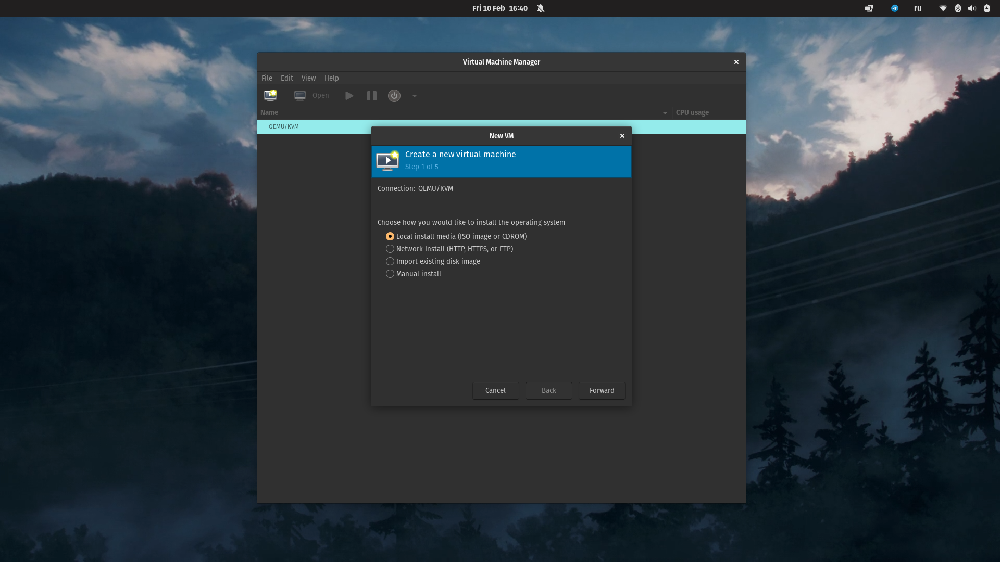 Fri 10 Feb 16:40
ru
Virtual Machine Manager
File Edit View Help
Open
Name CPU usage
QEMU/KVM
New VM
Create a new virtual machine
Step 1 of 5
Connection: QEMU/KVM
Choose how you would like to install the operating system
Local install media (ISO image or CDROM)
Network Install (HTTP, HTTPS, or FTP)
Import existing disk image
Manual install
Cancel Back Forward